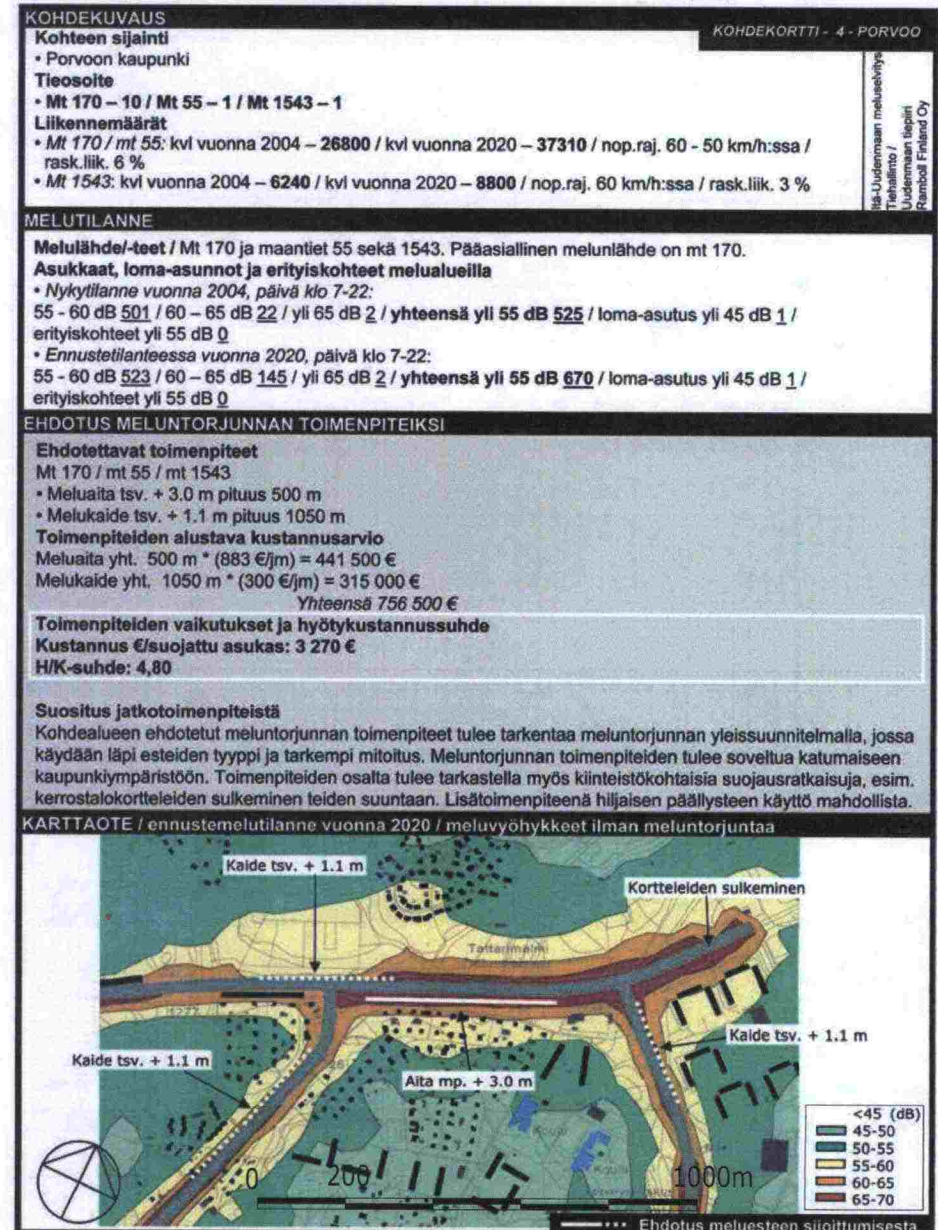 KOHDEKUVAUS
KOHDEKORTTI - 4 - PORVOO
Kohteen sijainti
• Porvoon kaupunki
Tieosoite
• Mt 170 – 10 / Mt 55 – 1 / Mt 1543 – 1
Liikennemäärät
• Mt 170 / mt 55: kvl vuonna 2004 – 26800 / kvl vuonna 2020 – 37310 / nop.raj. 60 - 50 km/h:ssa /
rask.liik. 6 %
• Mt 1543: kvl vuonna 2004 – 6240 / kvl vuonna 2020 – 8800 / nop.raj. 60 km/h:ssa / rask.liik. 3 %
Itä-Uudenmaan meluselvitys
Tiehallinto /
Uudenmaan tiepiiri
Ramboll Finland Oy
MELUTILANNE
Melulähde/-teet / Mt 170 ja maantiet 55 sekä 1543. Pääasiallinen melunlähde on mt 170.
Asukkaat, loma-asunnot ja erityiskohteet melualueilla
• Nykytilanne vuonna 2004, päivä klo 7-22:
55 - 60 dB 501 / 60 – 65 dB 22 / yli 65 dB 2 / yhteensä yli 55 dB 525 / loma-asutus yli 45 dB 1 /
erityiskohteet yli 55 dB 0
• Ennustetilanteessa vuonna 2020, päivä klo 7-22:
55 - 60 dB 523 / 60 – 65 dB 145 / yli 65 dB 2 / yhteensä yli 55 dB 670 / loma-asutus yli 45 dB 1 /
erityiskohteet yli 55 dB 0
EHDOTUS MELUNTORJUNNAN TOIMENPITEIKSI
Ehdotettavat toimenpiteet
Mt 170 / mt 55 / mt 1543
• Meluaita tsv. + 3.0 m pituus 500 m
• Melukaide tsv. + 1.1 m pituus 1050 m
Toimenpiteiden alustava kustannusarvio
Meluaita yht. 500 m * (883 €/jm) = 441 500 €
Melukaide yht. 1050 m * (300 €/jm) = 315 000 €
Yhteensä 756 500 €
Toimenpiteiden vaikutukset ja hyötykustannussuhde
Kustannus €/suojattu asukas: 3 270 €
H/K-suhde: 4,80
Suositus jatkotoimenpiteistä
Kohdealueen ehdotetut meluntorjunnan toimenpiteet tulee tarkentaa meluntorjunnan yleissuunnitelmalla, jossa
käydään läpi esteiden tyyppi ja tarkempi mitoitus. Meluntorjunnan toimenpiteiden tulee soveltua katumaiseen
kaupunkiympäristöön. Toimenpiteiden osalta tulee tarkastella myös kiinteistökohtaisia suojausratkaisuja, esim.
kerrostalokortteleiden sulkeminen teiden suuntaan. Lisätoimenpiteenä hiljaisen päällysteen käyttö mahdollista.
KARTTAOTE / ennustemelutilanne vuonna 2020 / meluvyöhykkeet ilman meluntorjuntaa
Kaide tsv. + 1.1 m
Kortteleiden sulkeminen
Tattarimalmi
Kaide tsv. + 1.1 m
Kaide tsv. + 1.1 m
Aita mp. + 3.0 m
Koulu
Koulu
0 200 1000m
<45 (dB)
45-50
50-55
55-60
60-65
65-70
Ehdotus meluesteen sijoittumisesta